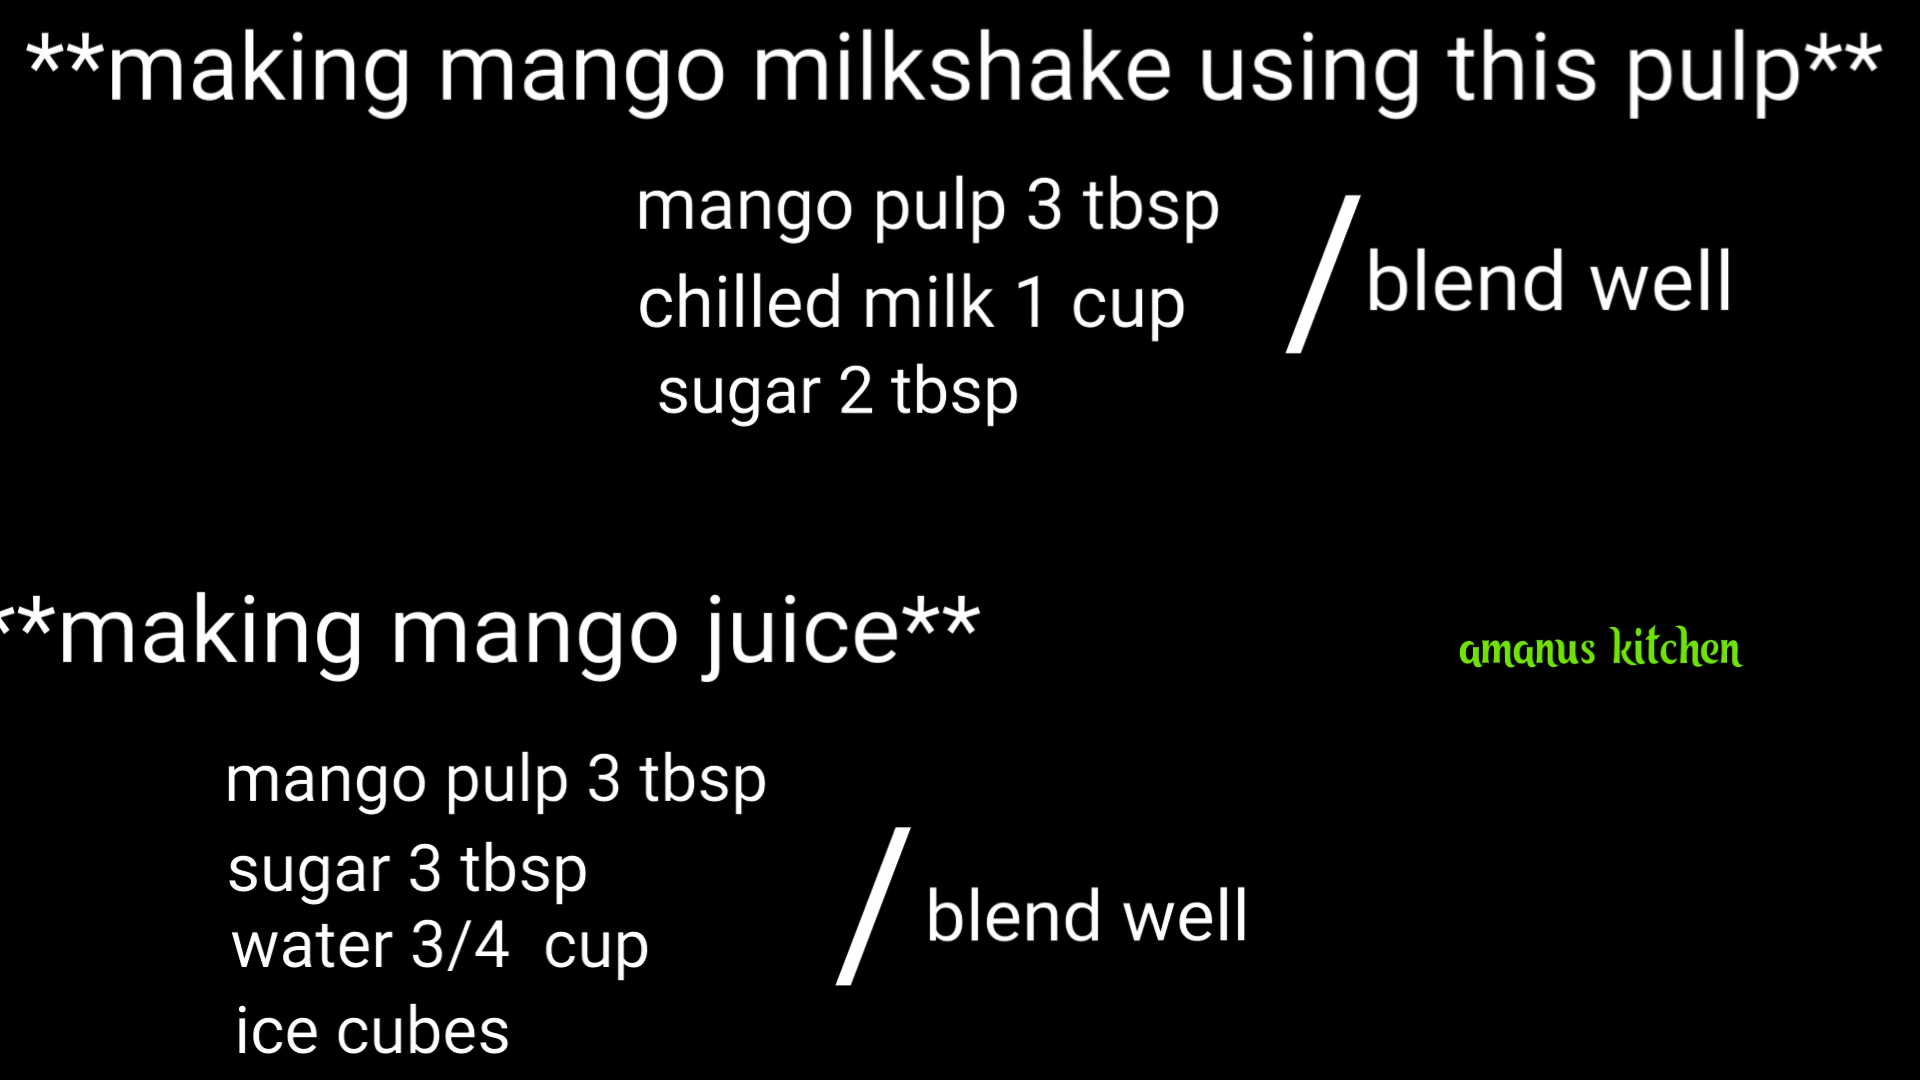 **making mango milkshake using this pulp**
mango pulp 3 tbsp
chilled milk 1 cup
sugar 2 tbsp
/ blend well
**making mango juice**
amanus kitchen
mango pulp 3 tbsp
sugar 3 tbsp
water 3/4 cup
ice cubes
/ blend well